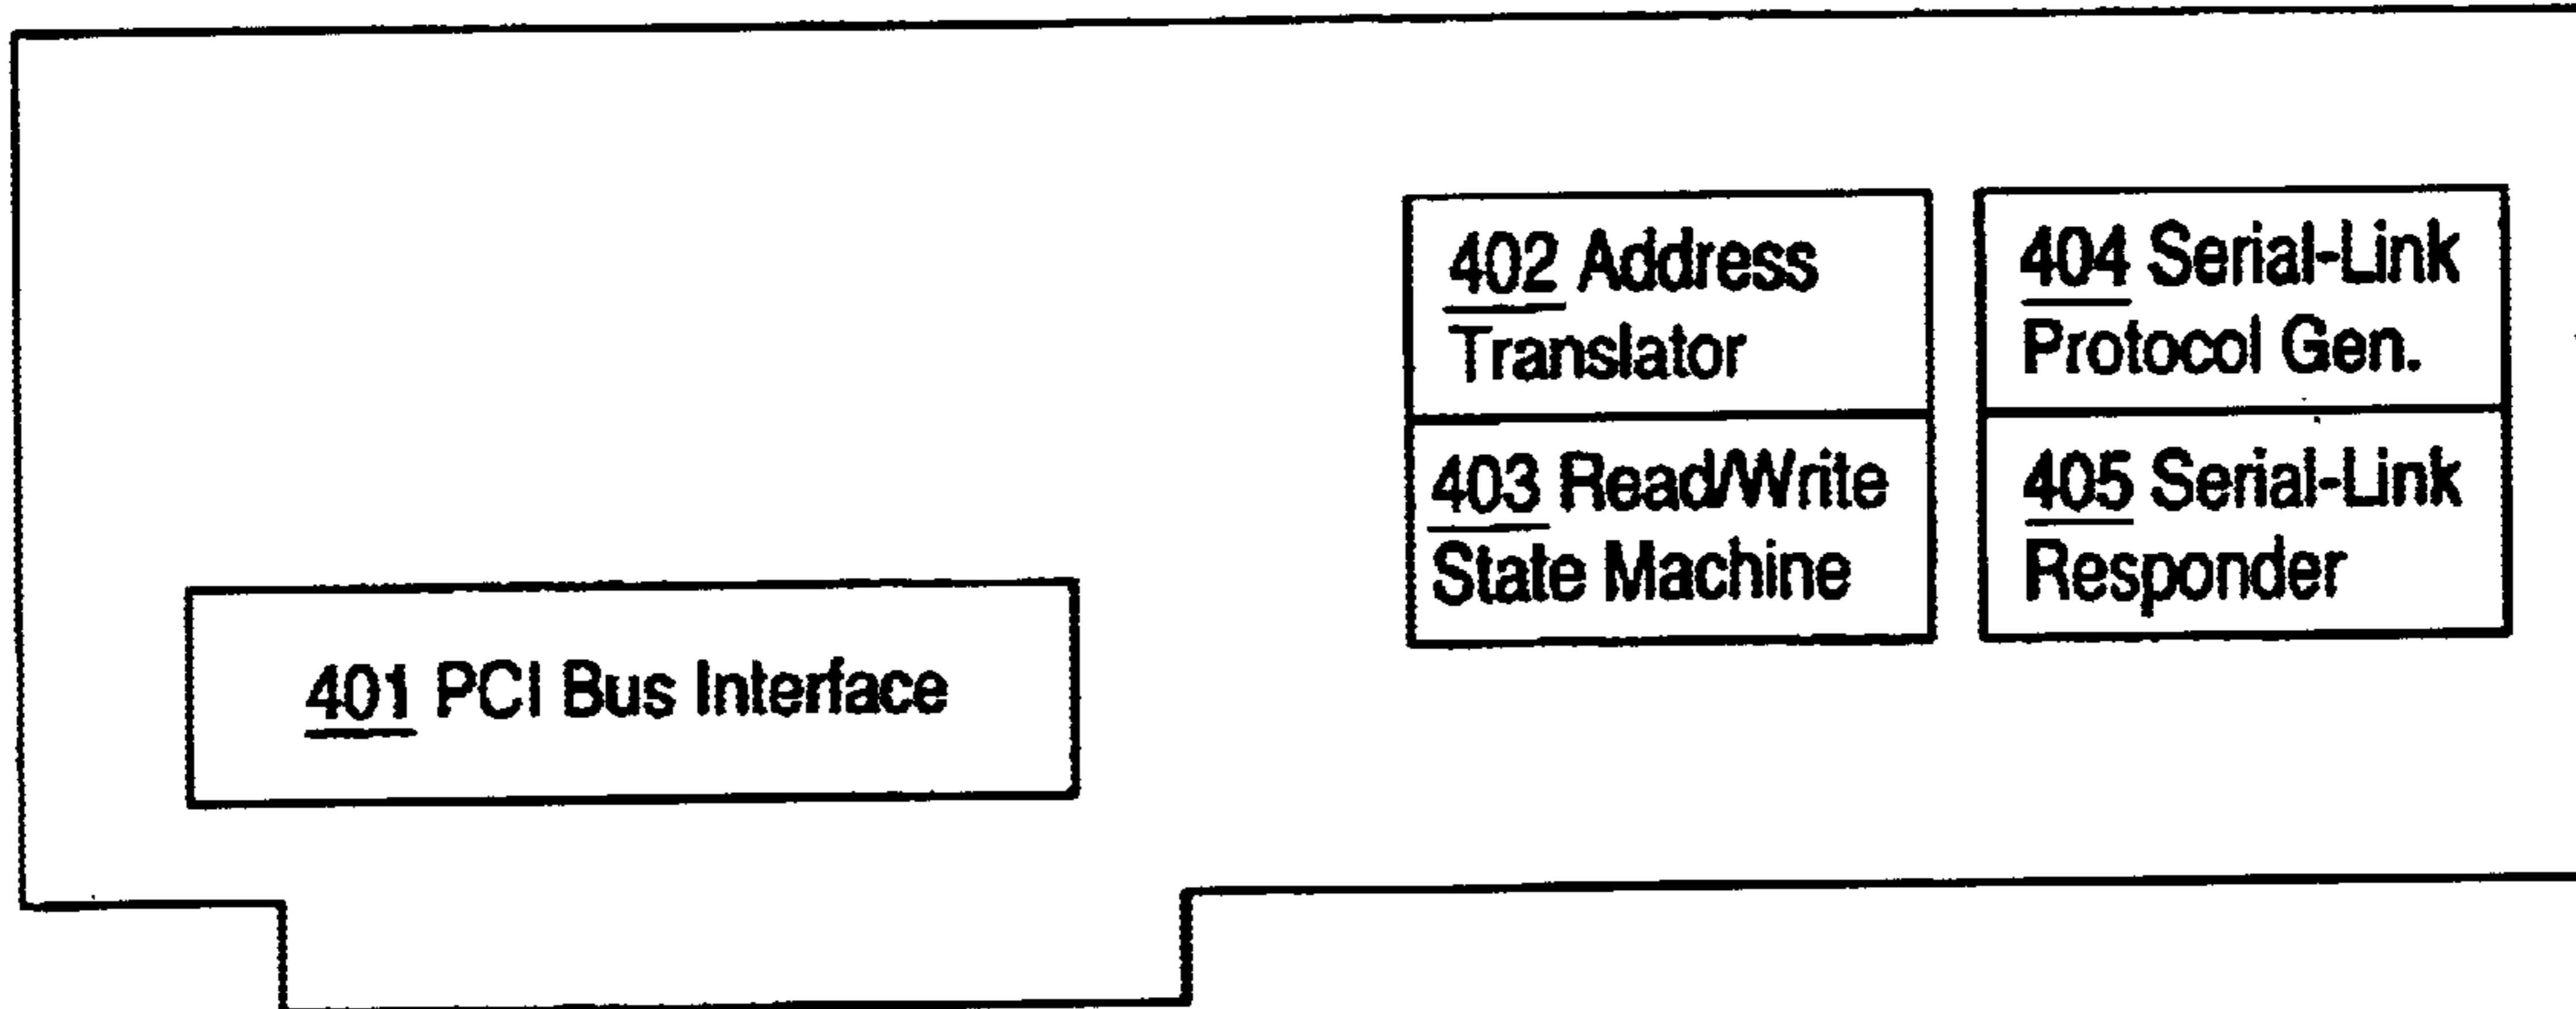 402 Address
Translator
403 Read/Write
State Machine
404 Serial-Link
Protocol Gen.
405 Serial-Link
Responder
401 PCI Bus Interface